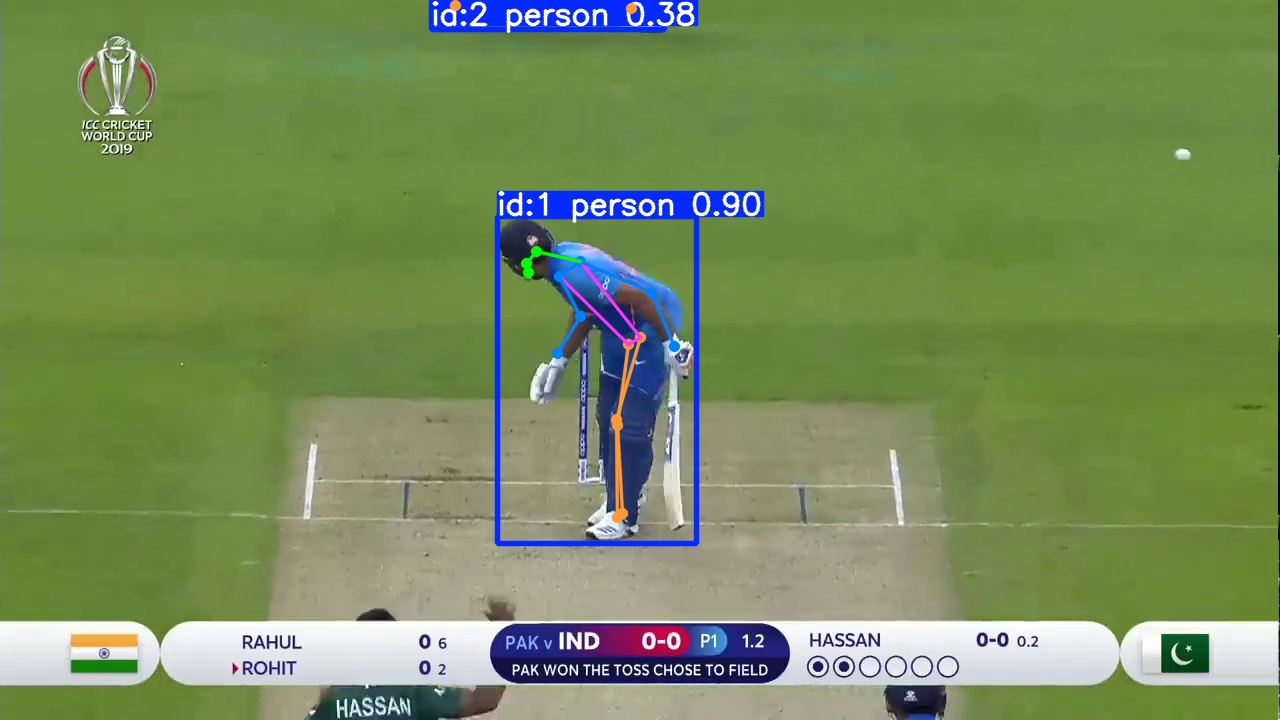 id:2 person 0.38
ICC CRICKET
WORLD CUP
2019
id:1 person 0.90
RAHUL 0 6
ROHIT 0 2
PAK v IND 0-0 P1 1.2
PAK WON THE TOSS CHOSE TO FIELD
HASSAN 0-0 0.2
HASSAN